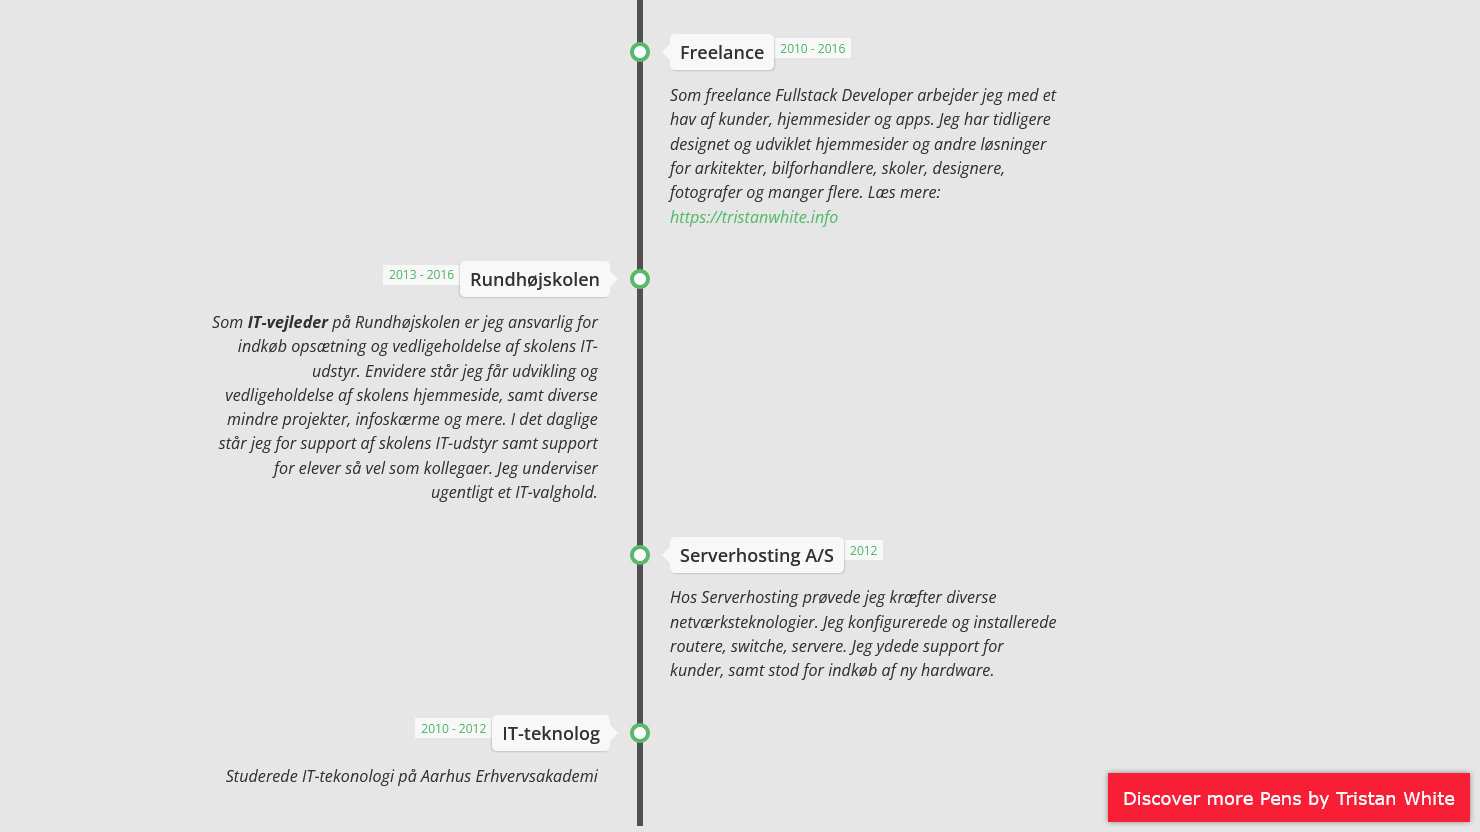 Freelance
2010 - 2016
Som freelance Fullstack Developer arbejder jeg med et
hav af kunder, hjemmesider og apps. Jeg har tidligere
designet og udviklet hjemmesider og andre løsninger
for arkitekter, bilforhandlere, skoler, designere,
fotografer og manger flere. Læs mere:
https://tristanwhite.info
2013 - 2016
Rundhøjskolen
Som IT-vejleder på Rundhøjskolen er jeg ansvarlig for
indkøb opsætning og vedligeholdelse af skolens IT-
udstyr. Envidere står jeg får udvikling og
vedligeholdelse af skolens hjemmeside, samt diverse
mindre projekter, infoskærme og mere. I det daglige
står jeg for support af skolens IT-udstyr samt support
for elever så vel som kollegaer. Jeg underviser
ugentligt et IT-valghold.
Serverhosting A/S
2012
Hos Serverhosting prøvede jeg kræfter diverse
netværksteknologier. Jeg konfigurerede og installerede
routere, switche, servere. Jeg ydede support for
kunder, samt stod for indkøb af ny hardware.
2010 - 2012
IT-teknolog
Studerede IT-tekonologi på Aarhus Erhvervsakademi
Discover more Pens by Tristan White